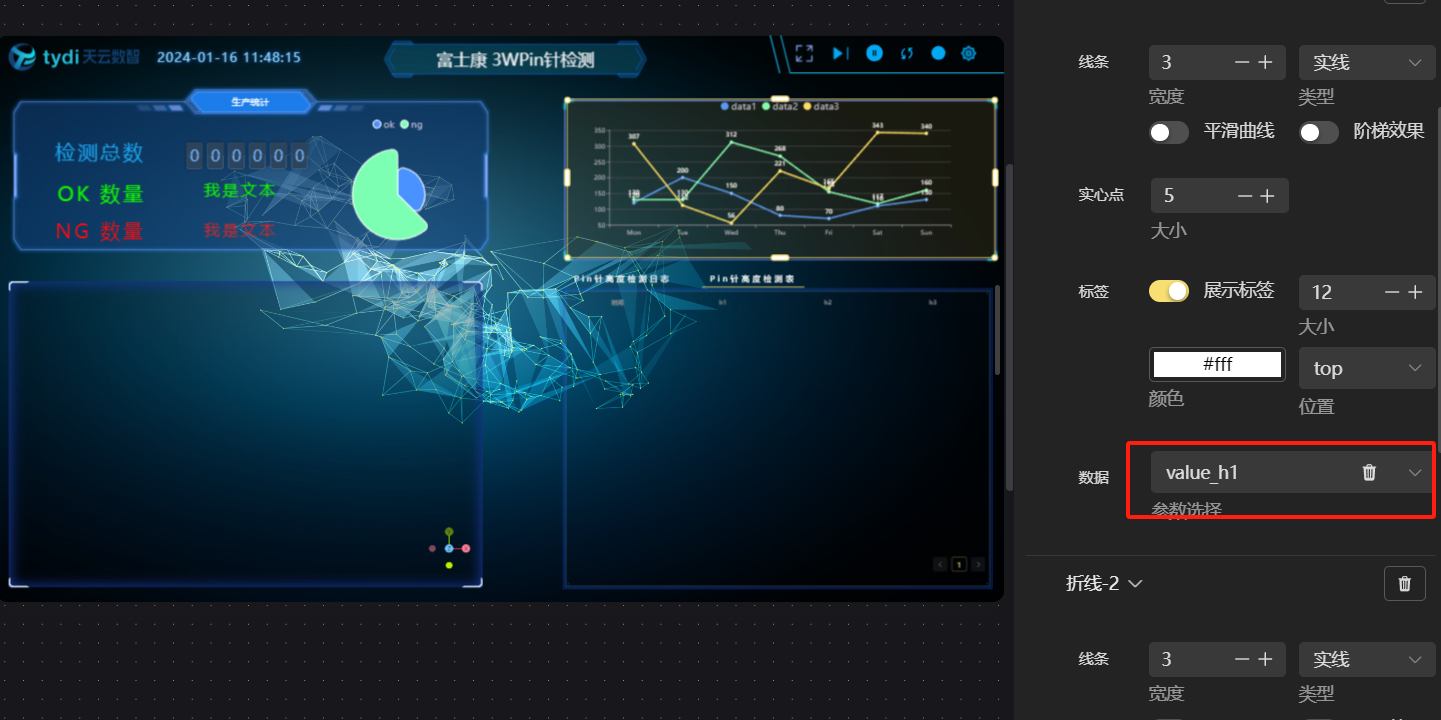 tydi 天云数智
2024-01-16 11:48:15
富士康 3WPin针检测
生产统计
ok ng
检测总数
0 0 0 0 0 0
OK 数量
我是文本
NG 数量
我是文本
data1 data2 data3
350
300
250
200
150
100
50
307
312
343
340
268
221
200
150
160
130
80
70
56
Mon Tue Wed Thu Fri Sat Sun
Pin针高度检测日志
Pin针高度检测表
h1 h2 h3
1
线条
3
实线
宽度
类型
平滑曲线
阶梯效果
实心点
5
大小
标签
展示标签
12
大小
#fff
top
颜色
位置
数据
value_h1
参数选择
折线-2
线条
3
实线
宽度
类型